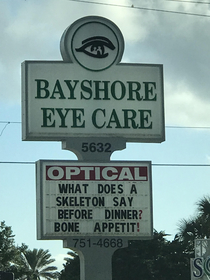 BAYSHORE
EYE CARE
5632
OPTICAL
WHAT DOES A
SKELETON SAY
BEFORE DINNER?
BONE APPETIT!
751-4668